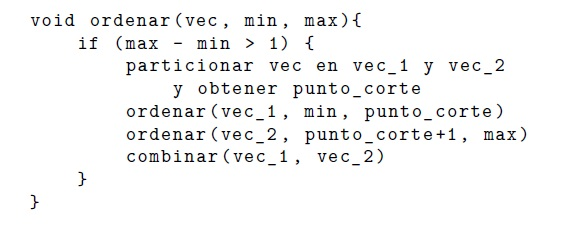 void ordenar(vec, min, max){
    if (max - min > 1) {
        particionar vec en vec_1 y vec_2
            y obtener punto_corte
        ordenar(vec_1, min, punto_corte)
        ordenar(vec_2, punto_corte+1, max)
        combinar(vec_1, vec_2)
    }
}